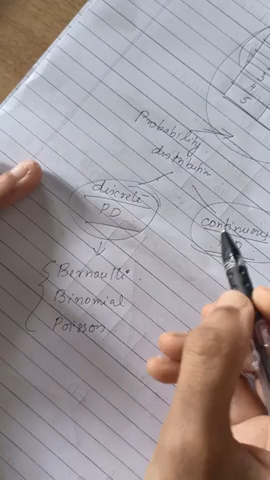 3
4
5
Probability
distribution
discrete
PD
continuous
Bernoulli
Binomial
Poisson